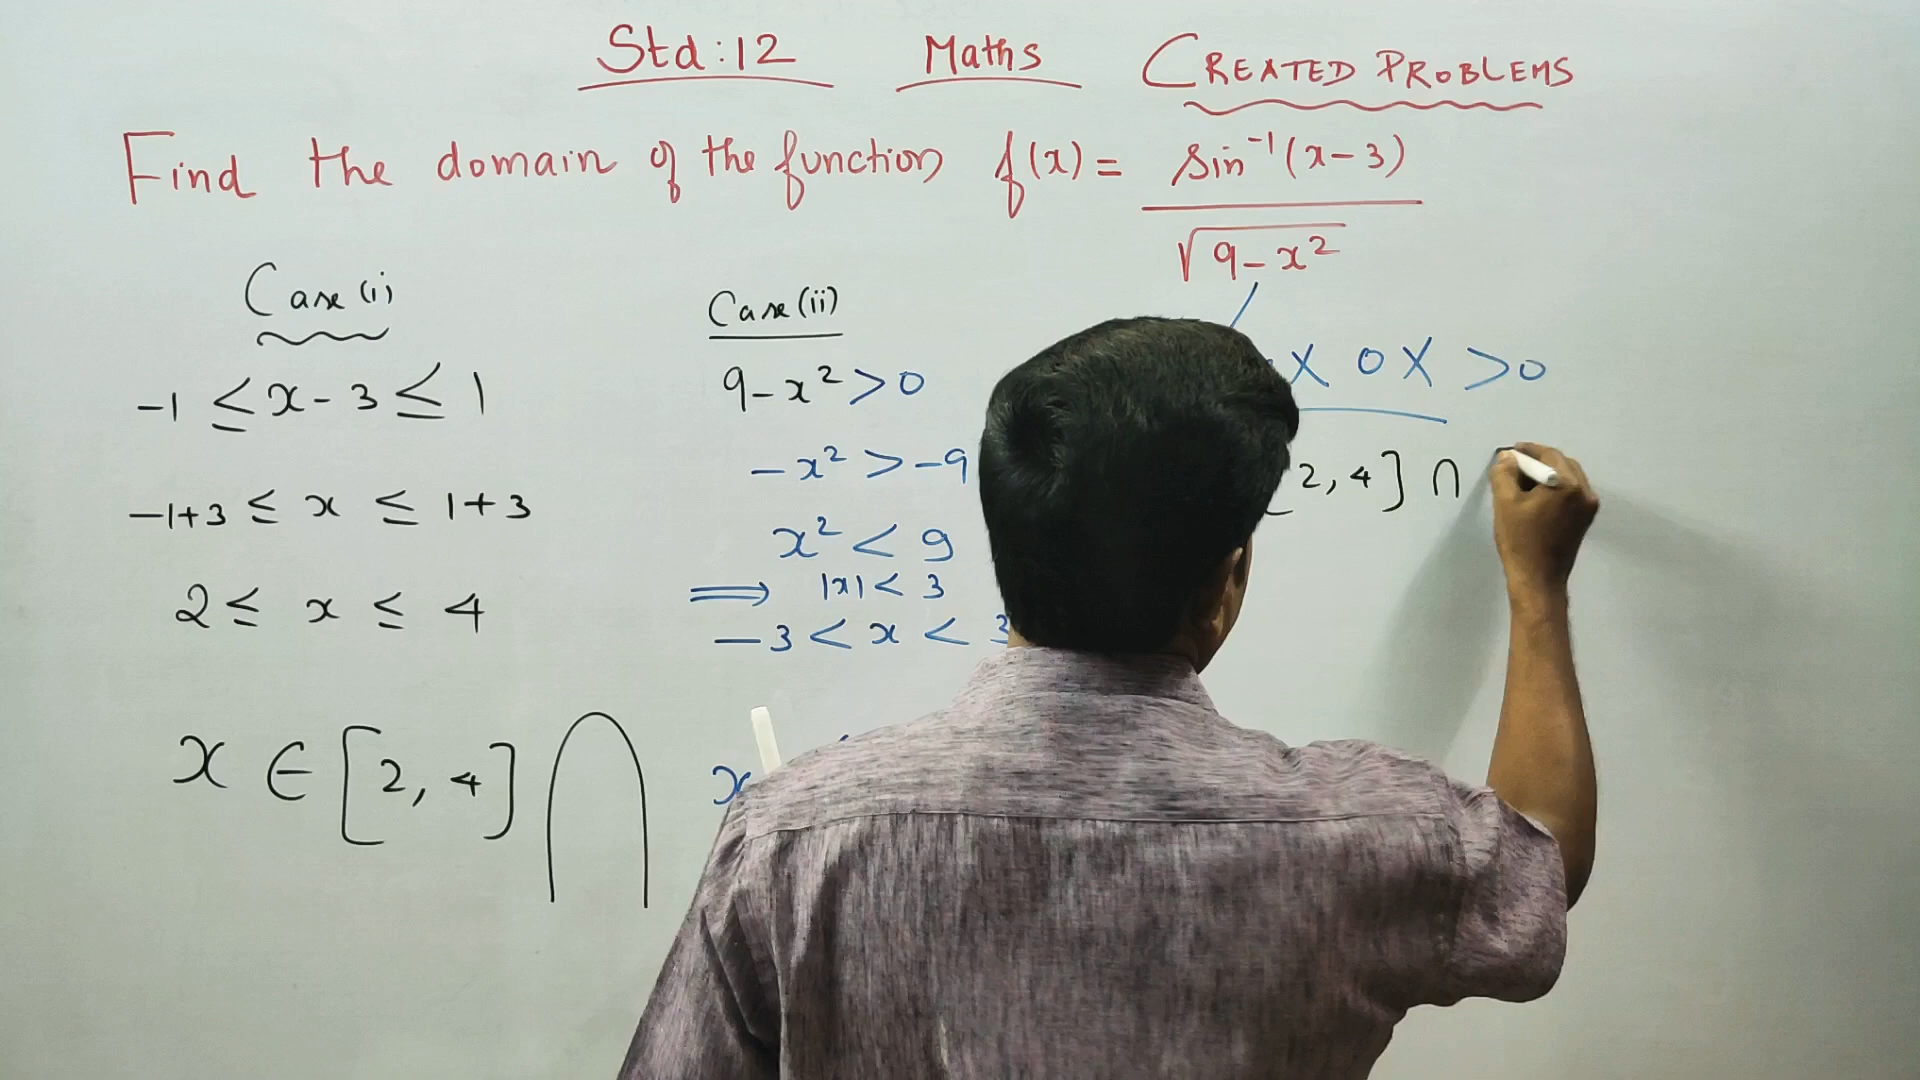 Std:12 Maths CREATED PROBLEMS
Find the domain of the function f(x) = sin⁻¹(x-3)
√9-x²
Case (i)
-1 ≤ x-3 ≤ 1
-1+3 ≤ x ≤ 1+3
2 ≤ x ≤ 4
x ∈ [2, 4] ∩
Case (ii)
9-x² > 0
-x² > -9
x² < 9
⟹ |x| < 3
-3 < x < 3
x
X 0 X > 0
[2, 4] ∩